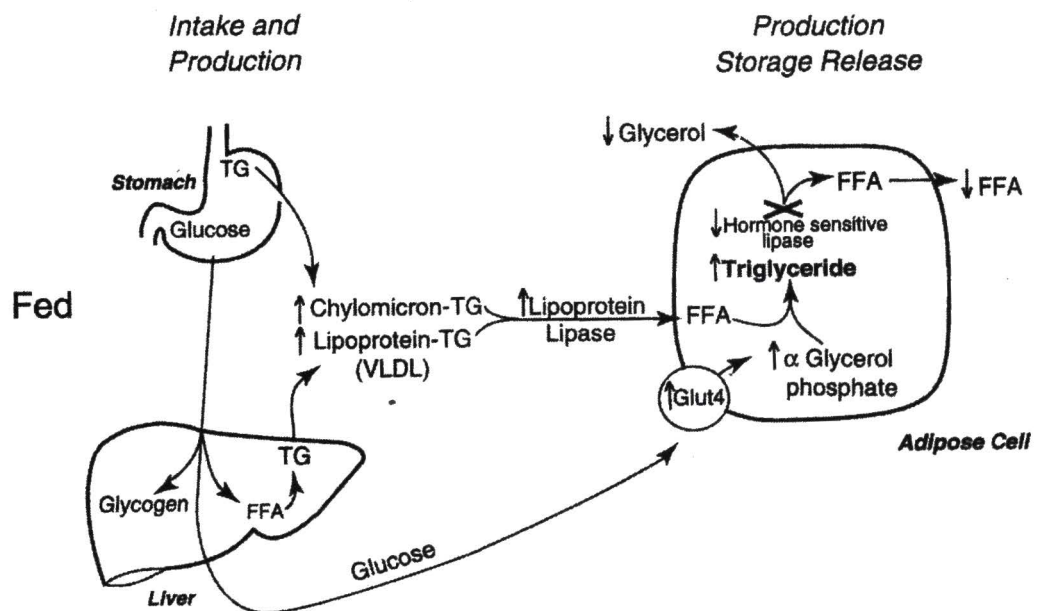 Intake and
Production
Production
Storage Release
Fed
Stomach
TG
Glucose
↑ Chylomicron-TG
↑ Lipoprotein-TG
(VLDL)
↑Lipoprotein
Lipase
TG
Glycogen
FFA
Liver
Glucose
↓ Glycerol
FFA
↓ FFA
↓Hormone sensitive
lipase
↑Triglyceride
FFA
↑ α Glycerol
phosphate
↑Glut4
Adipose Cell